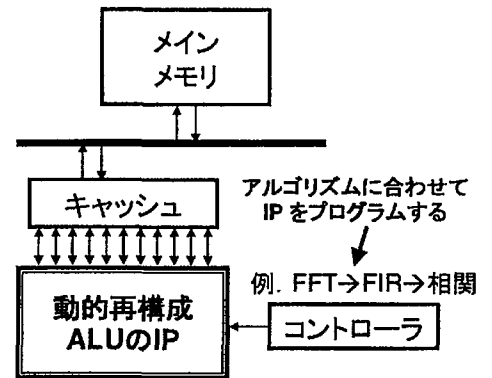 メイン
メモリ
キャッシュ
アルゴリズムに合わせて
IP をプログラムする
例. FFT→FIR→相関
動的再構成
ALUのIP
コントローラ